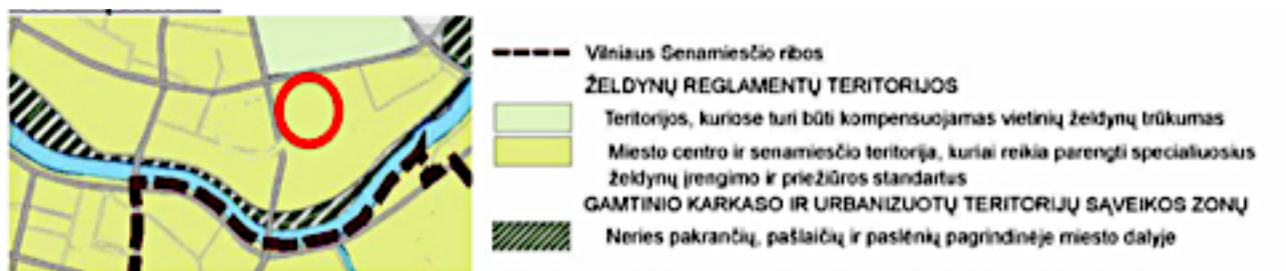 Vilniaus Senamiesčio ribos
ŽELDYNŲ REGLAMENTŲ TERITORIJOS
Teritorijos, kuriose turi būti kompensuojamas vietinių želdynų trūkumas
Miesto centro ir senamiesčio teritorija, kuriai reikia parengti specialiuosius
želdynų įrengimo ir priežiūros standartus
GAMTINIO KARKASO IR URBANIZUOTŲ TERITORIJŲ SĄVEIKOS ZONŲ
Neries pakrančių, pašlaičių ir paslėnių pagrindinėje miesto dalyje